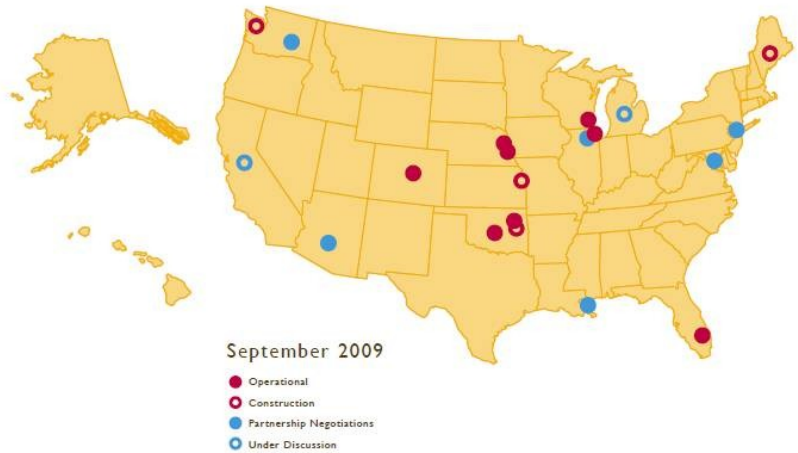 September 2009
Operational
Construction
Partnership Negotiations
Under Discussion